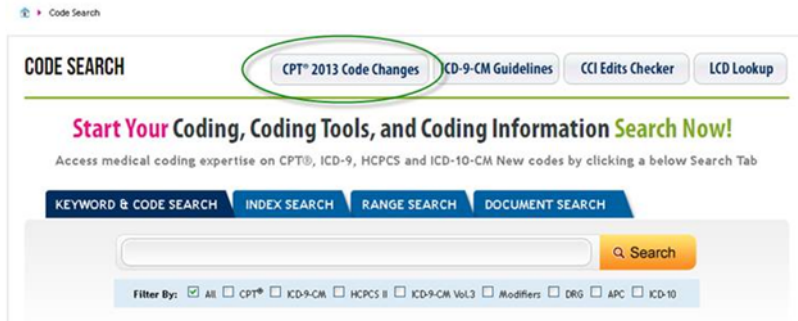 Code Search
CODE SEARCH
CPT® 2013 Code Changes
ICD-9-CM Guidelines
CCI Edits Checker
LCD Lookup
Start Your Coding, Coding Tools, and Coding Information Search Now!
Access medical coding expertise on CPT®, ICD-9, HCPCS and ICD-10-CM New codes by clicking a below Search Tab
KEYWORD & CODE SEARCH
INDEX SEARCH
RANGE SEARCH
DOCUMENT SEARCH
Search
Filter By: All CPT® ICD-9-CM HCPCS II ICD-9-CM Vol.3 Modifiers DRG APC ICD-10